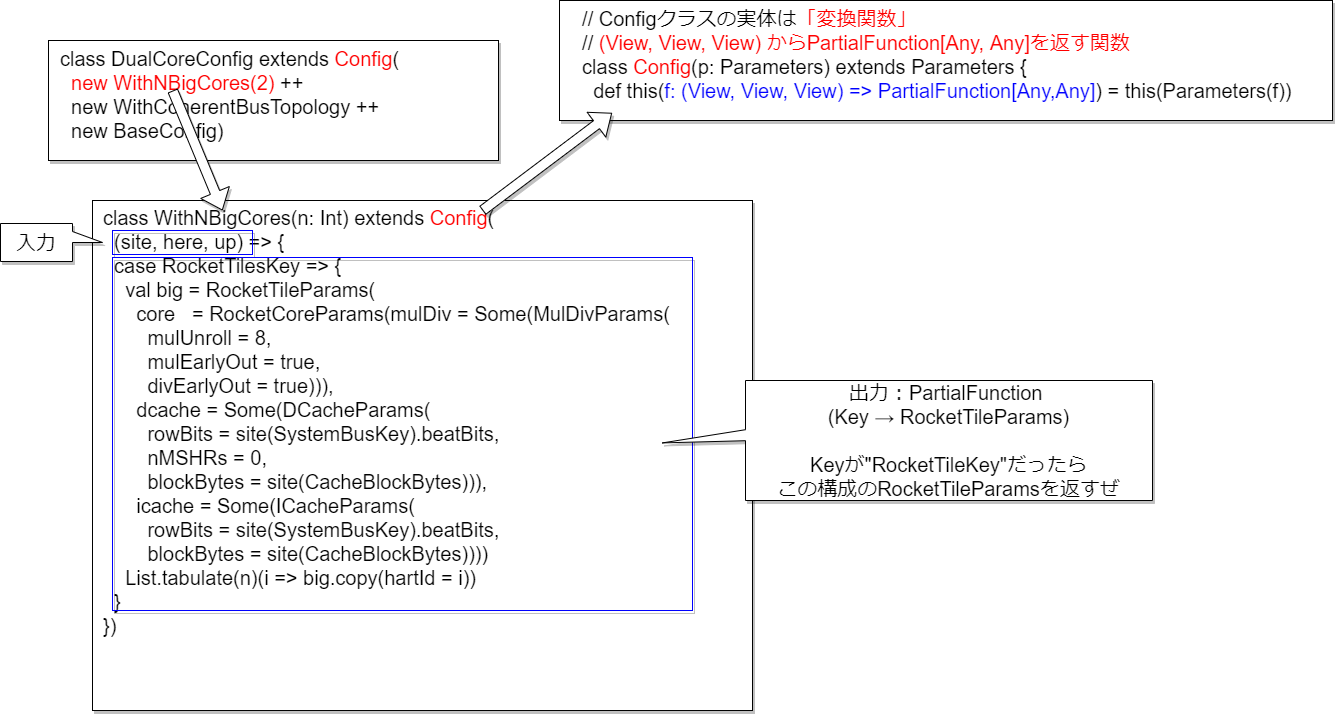 class DualCoreConfig extends Config(
new WithNBigCores(2) ++
new WithCoherentBusTopology ++
new BaseConfig)
// Configクラスの実体は「変換関数」
// (View, View, View) からPartialFunction[Any, Any]を返す関数
class Config(p: Parameters) extends Parameters {
def this(f: (View, View, View) => PartialFunction[Any,Any]) = this(Parameters(f))
入力
class WithNBigCores(n: Int) extends Config(
(site, here, up) => {
case RocketTilesKey => {
val big = RocketTileParams(
core = RocketCoreParams(mulDiv = Some(MulDivParams(
mulUnroll = 8,
mulEarlyOut = true,
divEarlyOut = true))),
dcache = Some(DCacheParams(
rowBits = site(SystemBusKey).beatBits,
nMSHRs = 0,
blockBytes = site(CacheBlockBytes))),
icache = Some(ICacheParams(
rowBits = site(SystemBusKey).beatBits,
blockBytes = site(CacheBlockBytes))))
List.tabulate(n)(i => big.copy(hartId = i))
}
})
出力：PartialFunction
(Key → RocketTileParams)
Keyが"RocketTileKey"だったら
この構成のRocketTileParamsを返すぜ